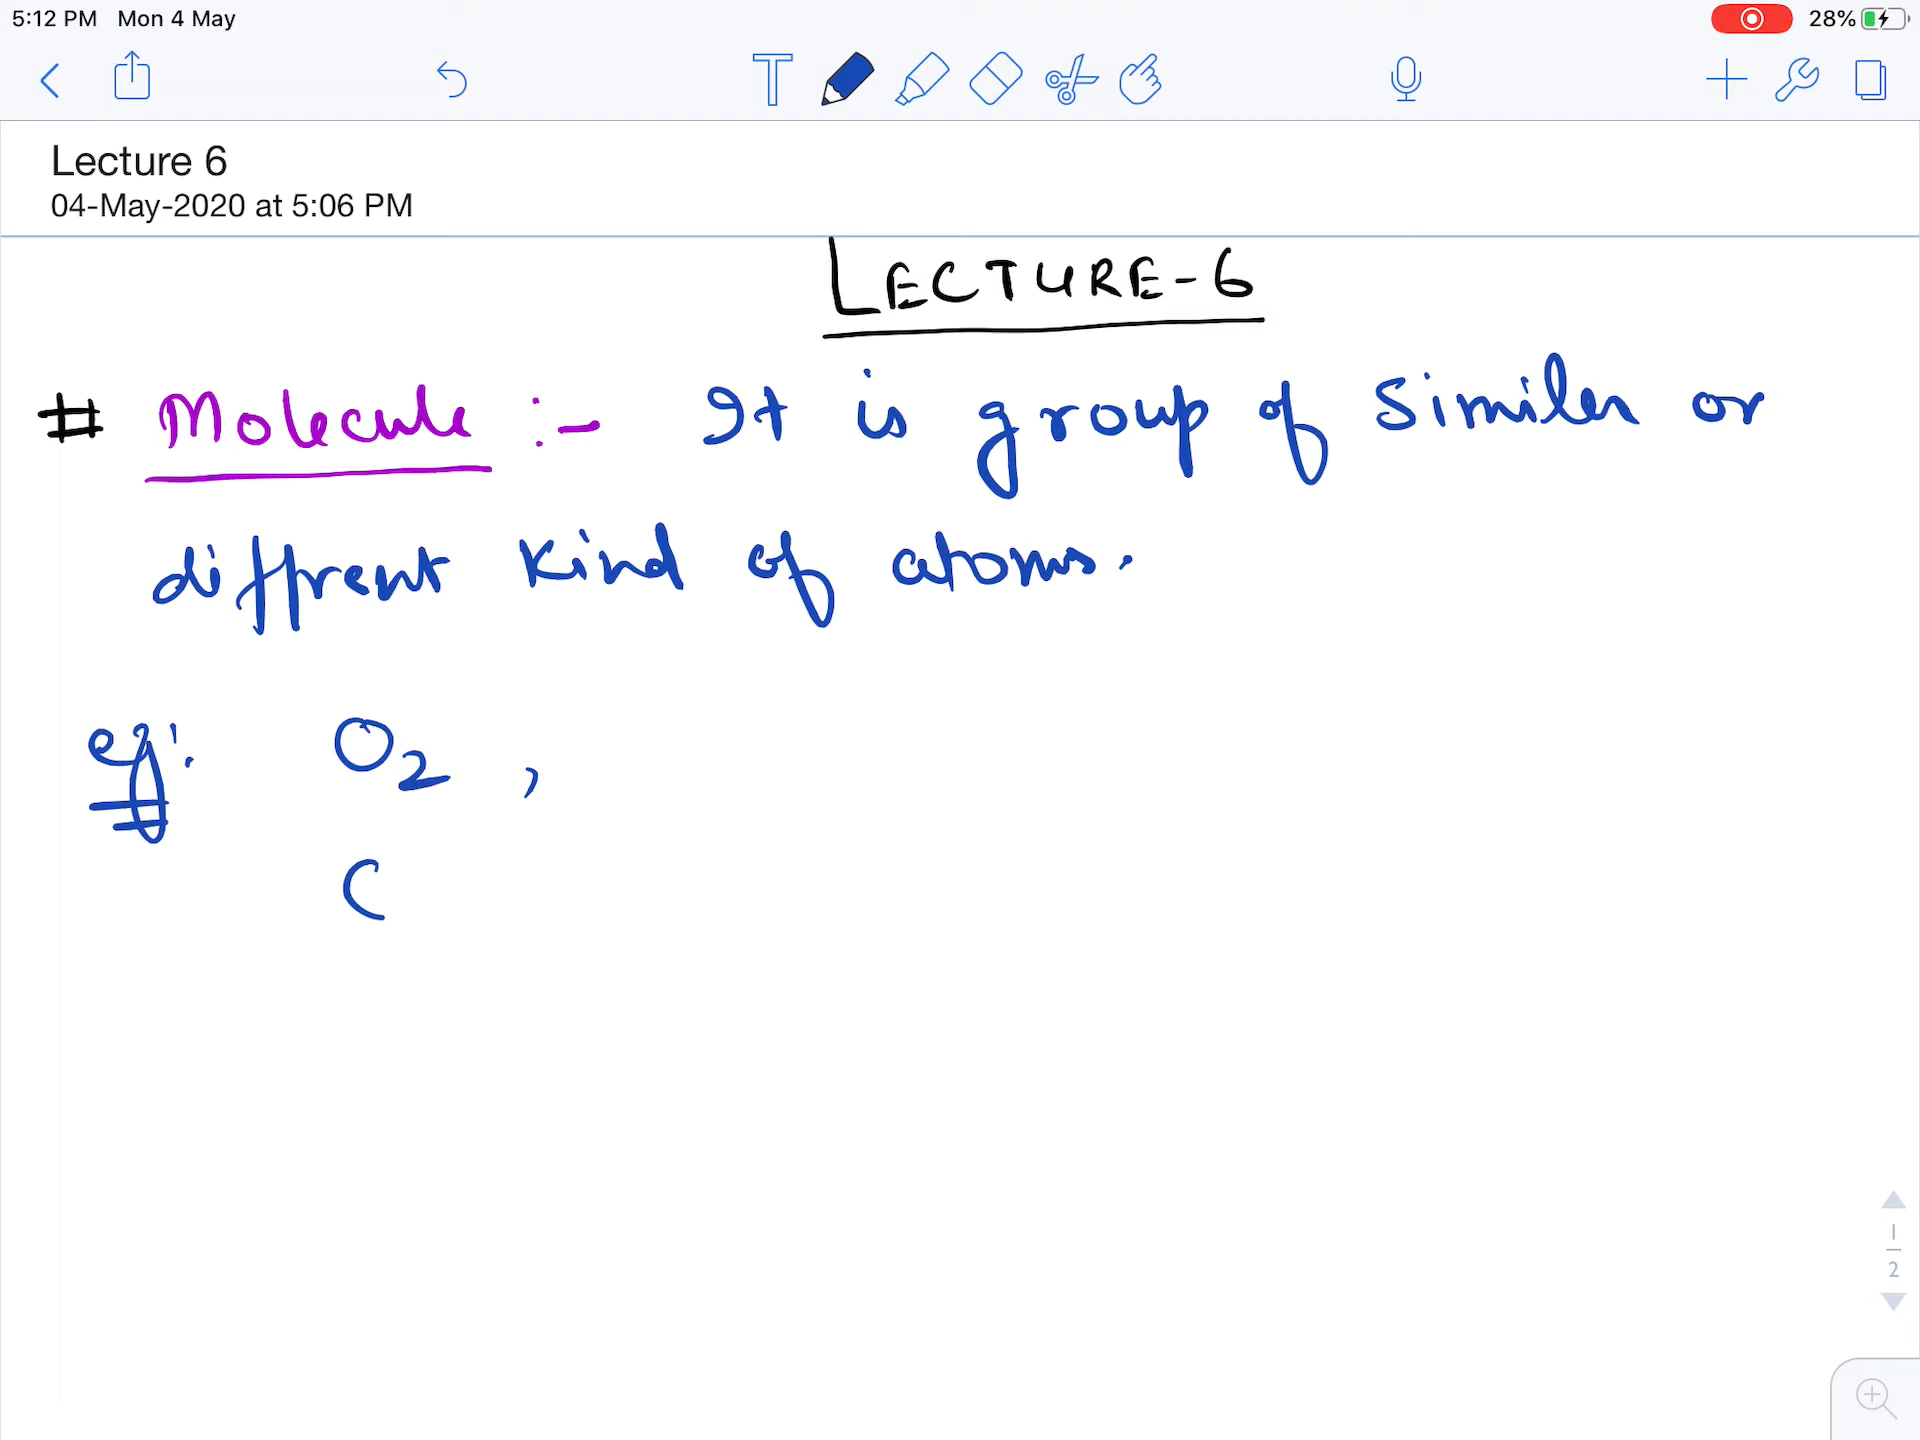 5:12 PM Mon 4 May 28%
T
Lecture 6
04-May-2020 at 5:06 PM
LECTURE-6
# Molecule :- It is group of similar or
diffrent kind of atoms.
eg: O₂ ,
C
1
2